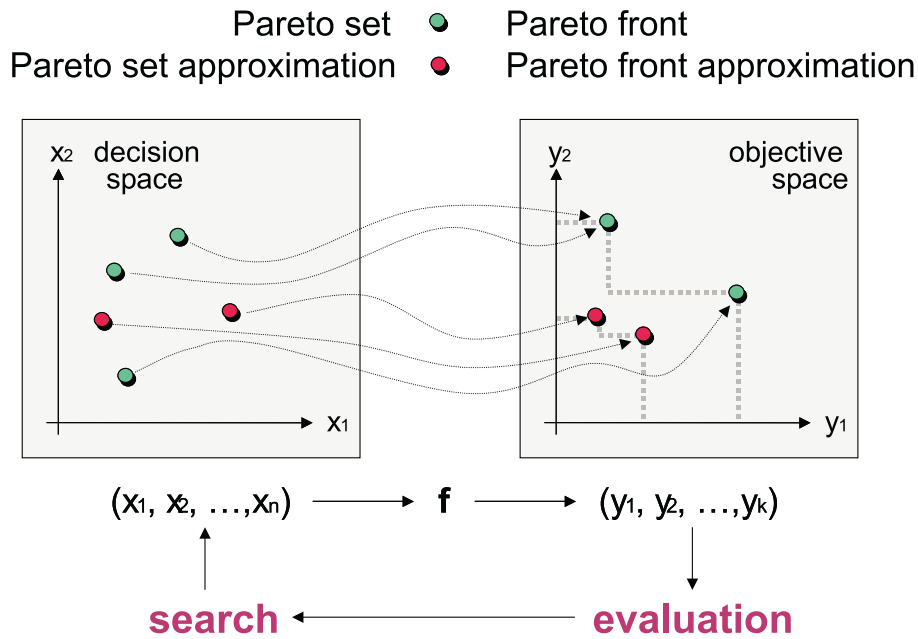 Pareto set Pareto front
Pareto set approximation Pareto front approximation
x2 decision space
x1
y2 objective space
y1
(x1, x2, ...,xn) f (y1, y2, ...,yk)
search evaluation